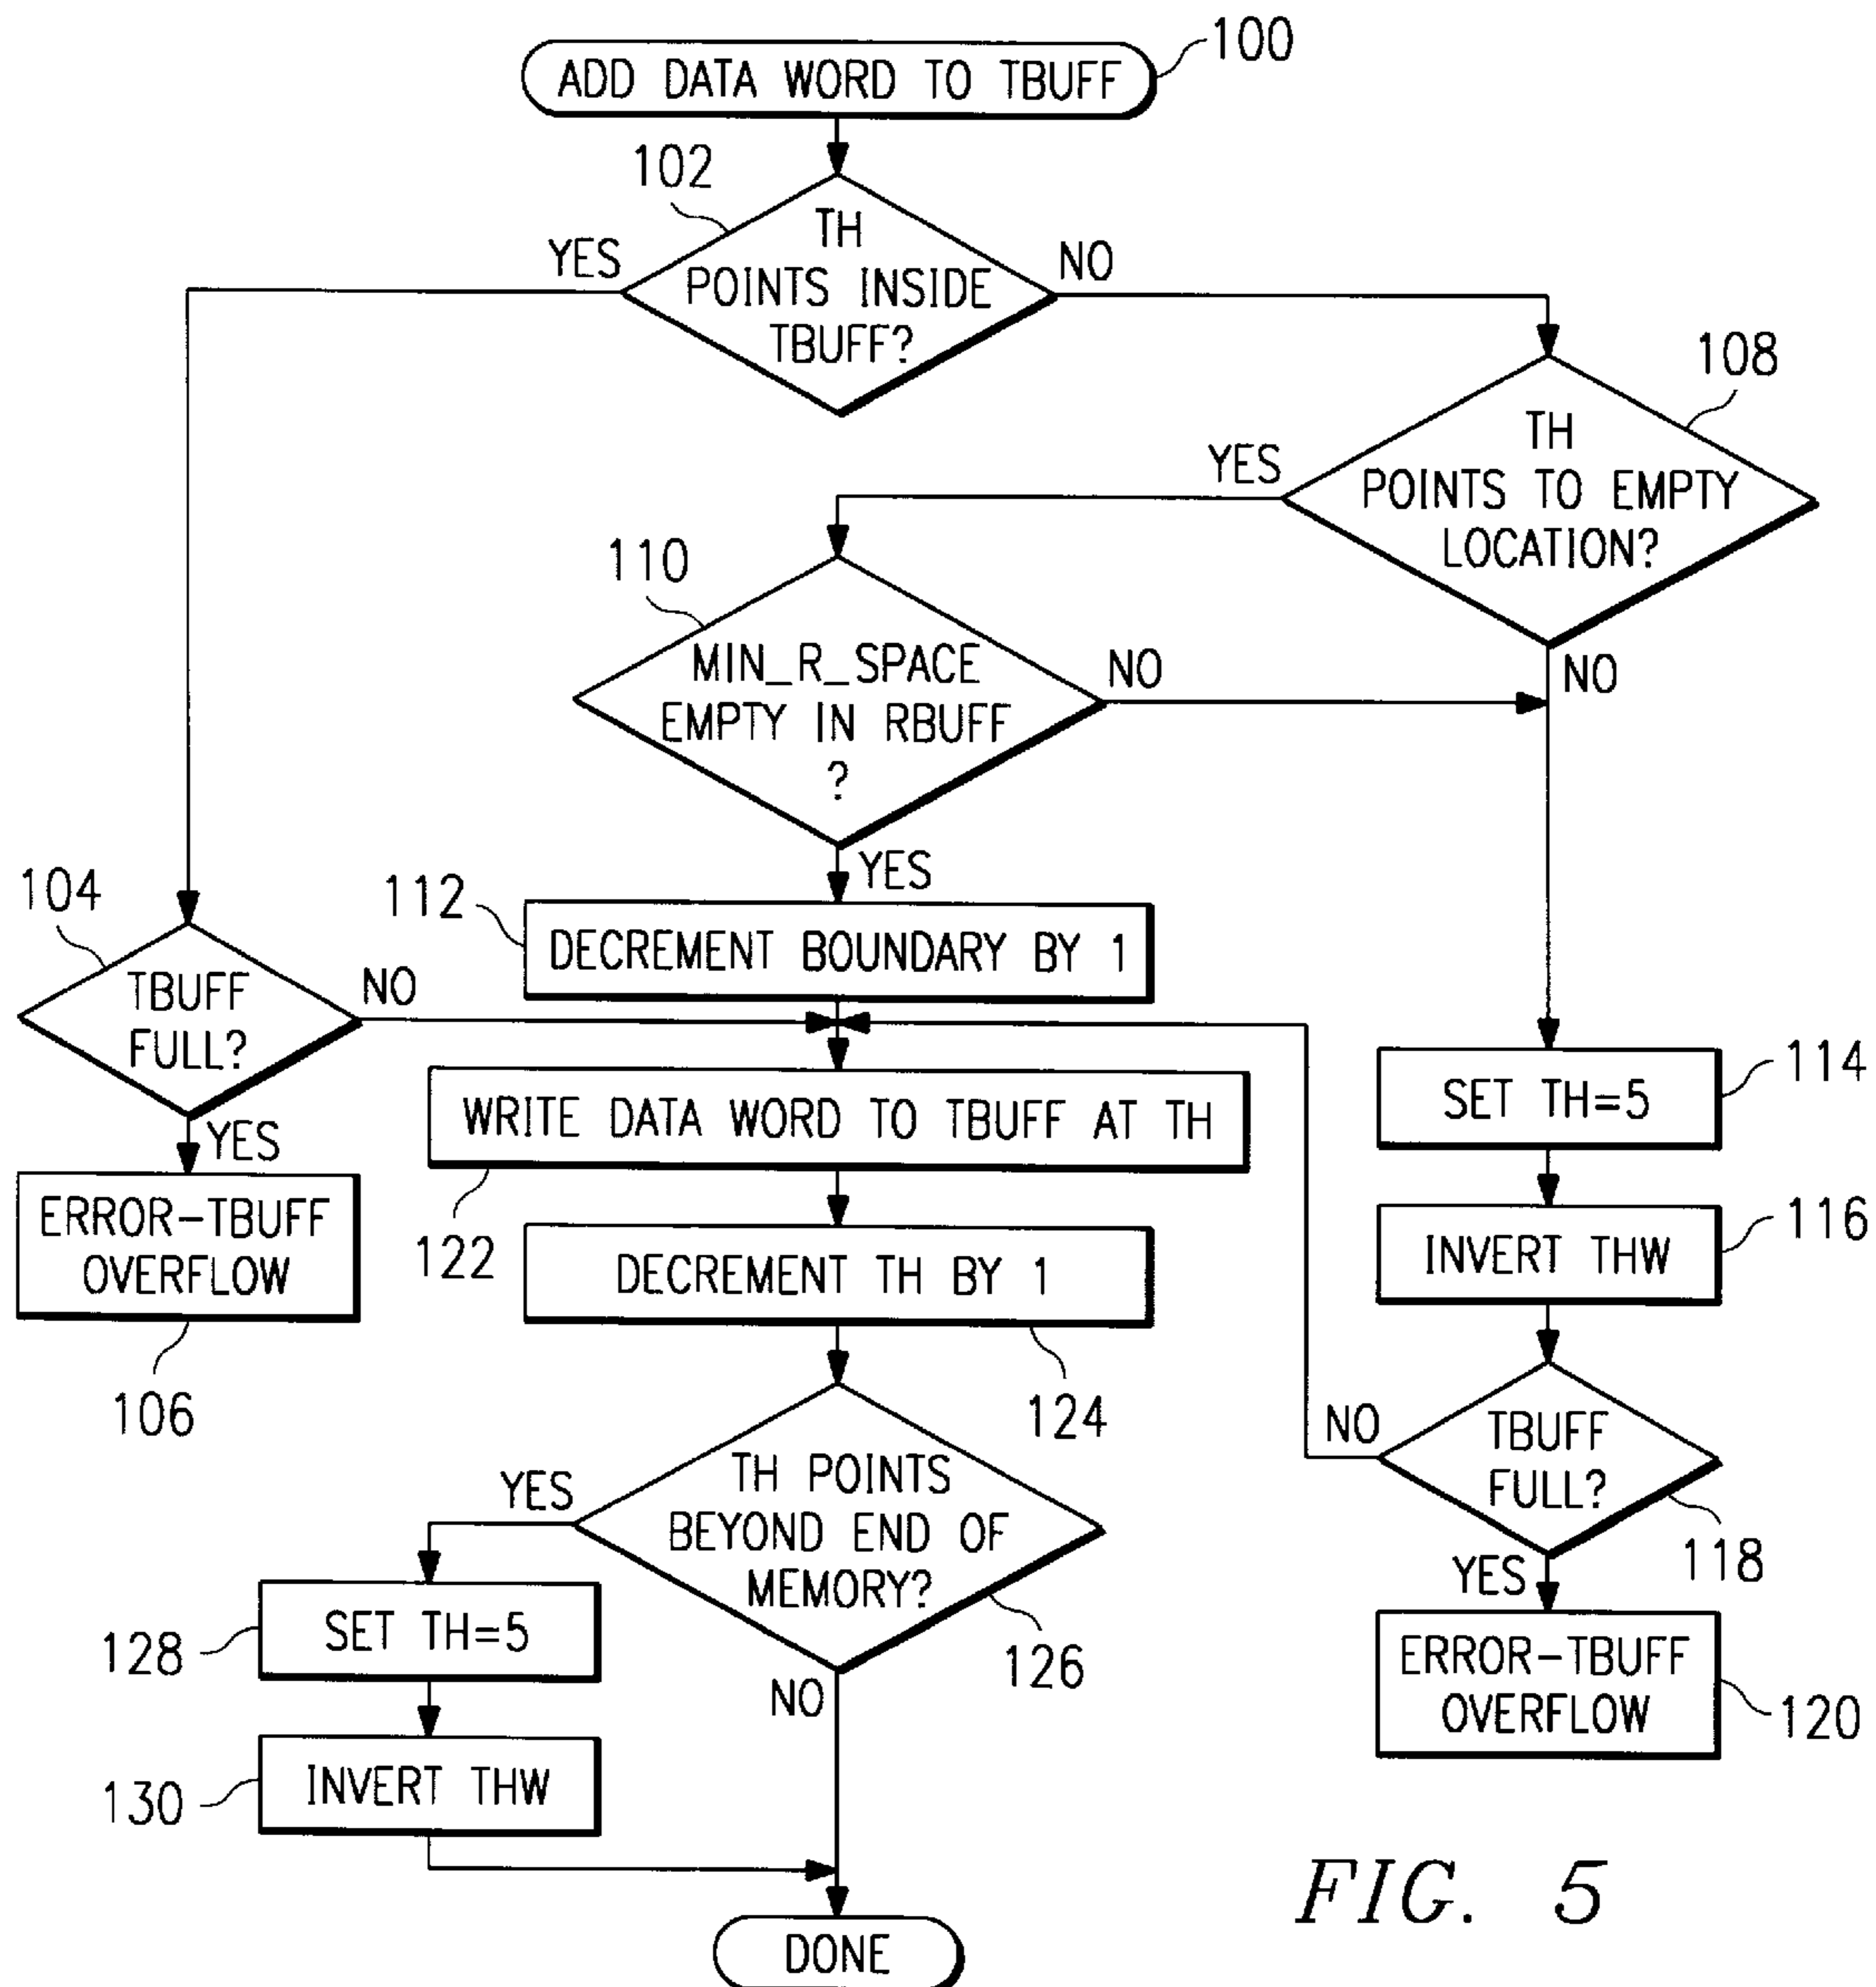 100
ADD DATA WORD TO TBUFF
102
TH
POINTS INSIDE
TBUFF?
YES
NO
108
TH
POINTS TO EMPTY
LOCATION?
YES
NO
110
MIN_R_SPACE
EMPTY IN RBUFF
?
NO
YES
112
DECREMENT BOUNDARY BY 1
104
TBUFF
FULL?
NO
YES
ERROR-TBUFF
OVERFLOW
106
WRITE DATA WORD TO TBUFF AT TH
122
DECREMENT TH BY 1
124
SET TH=5
114
INVERT THW
116
TBUFF
FULL?
NO
118
YES
ERROR-TBUFF
OVERFLOW
120
TH POINTS
BEYOND END OF
MEMORY?
YES
126
NO
SET TH=5
128
INVERT THW
130
DONE
FIG. 5